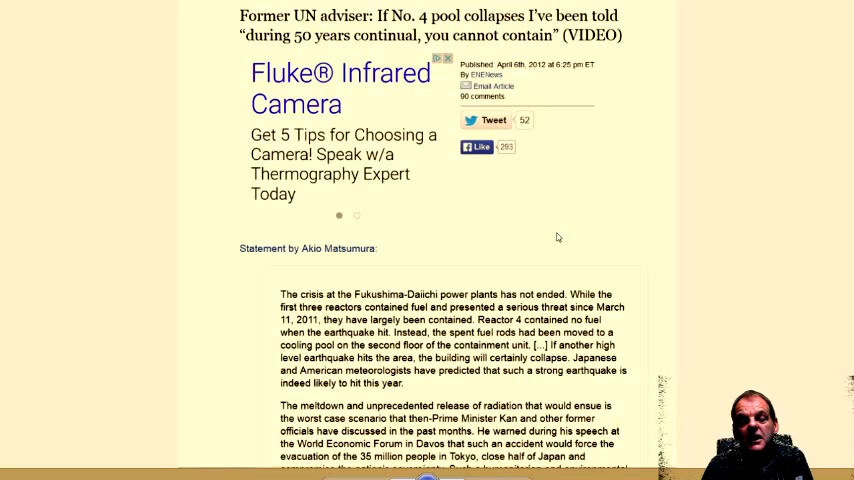 Former UN adviser: If No. 4 pool collapses I've been told
“during 50 years continual, you cannot contain” (VIDEO)
Fluke® Infrared
Camera
Get 5 Tips for Choosing a
Camera! Speak w/a
Thermography Expert
Today
Published: April 6th, 2012 at 6:25 pm ET
By ENENews
Email Article
90 comments
Tweet 52
Like 293
Statement by Akio Matsumura:
The crisis at the Fukushima-Daiichi power plants has not ended. While the
first three reactors contained fuel and presented a serious threat since March
11, 2011, they have largely been contained. Reactor 4 contained no fuel
when the earthquake hit. Instead, the spent fuel rods had been moved to a
cooling pool on the second floor of the containment unit. [...] If another high
level earthquake hits the area, the building will certainly collapse. Japanese
and American meteorologists have predicted that such a strong earthquake is
indeed likely to hit this year.
The meltdown and unprecedented release of radiation that would ensue is
the worst case scenario that then-Prime Minister Kan and other former
officials have discussed in the past months. He warned during his speech at
the World Economic Forum in Davos that such an accident would force the
evacuation of the 35 million people in Tokyo, close half of Japan and